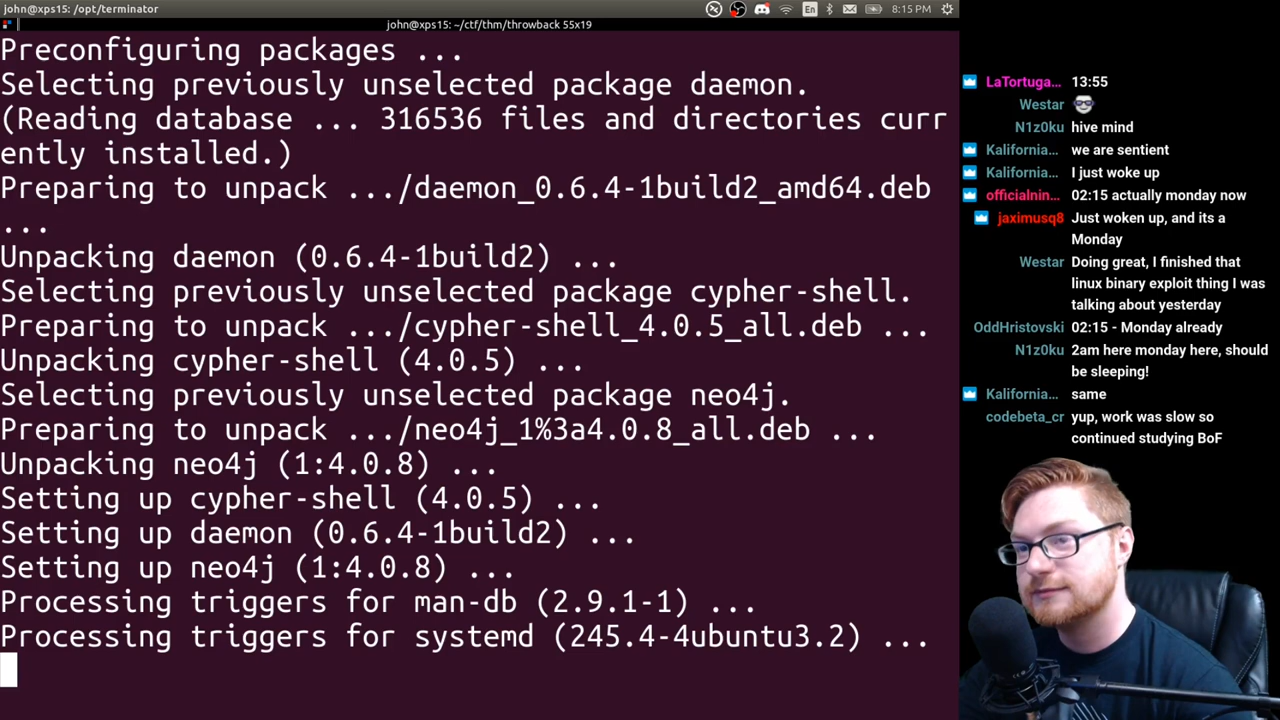 john@xps15: /opt/terminator
En
8:15 PM
john@xps15: ~/ctf/thm/throwback 55x19
Preconfiguring packages ...
Selecting previously unselected package daemon.
(Reading database ... 316536 files and directories curr
ently installed.)
Preparing to unpack .../daemon_0.6.4-1build2_amd64.deb
...
Unpacking daemon (0.6.4-1build2) ...
Selecting previously unselected package cypher-shell.
Preparing to unpack .../cypher-shell_4.0.5_all.deb ...
Unpacking cypher-shell (4.0.5) ...
Selecting previously unselected package neo4j.
Preparing to unpack .../neo4j_1%3a4.0.8_all.deb ...
Unpacking neo4j (1:4.0.8) ...
Setting up cypher-shell (4.0.5) ...
Setting up daemon (0.6.4-1build2) ...
Setting up neo4j (1:4.0.8) ...
Processing triggers for man-db (2.9.1-1) ...
Processing triggers for systemd (245.4-4ubuntu3.2) ...
LaTortuga... 13:55
Westar
N1z0ku hive mind
Kalifornia... we are sentient
Kalifornia... I just woke up
officialnin... 02:15 actually monday now
jaximusq8 Just woken up, and its a
Monday
Westar Doing great, I finished that
linux binary exploit thing I was
talking about yesterday
OddHristovski 02:15 - Monday already
N1z0ku 2am here monday here, should
be sleeping!
Kalifornia... same
codebeta_cr yup, work was slow so
continued studying BoF